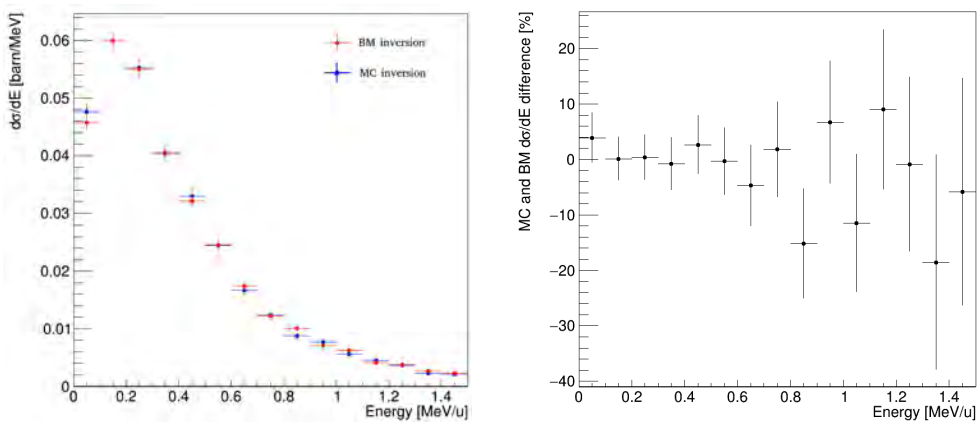 dσ/dE [barn/MeV]
0.06
0.05
0.04
0.03
0.02
0.01
0
BM inversion
MC inversion
0 0.2 0.4 0.6 0.8 1 1.2 1.4
Energy [MeV/u]
MC and BM dσ/dE difference [%]
20
10
0
−10
−20
−30
−40
0 0.2 0.4 0.6 0.8 1 1.2 1.4
Energy [MeV/u]